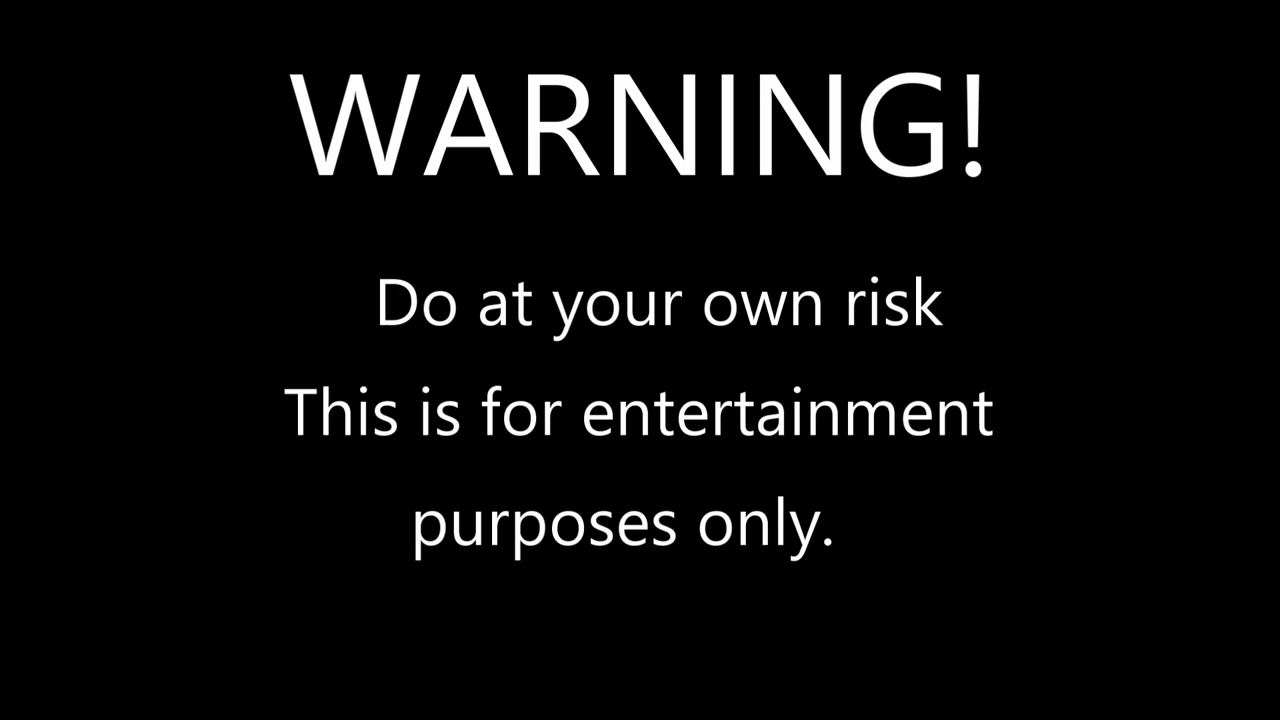 WARNING!
Do at your own risk
This is for entertainment
purposes only.